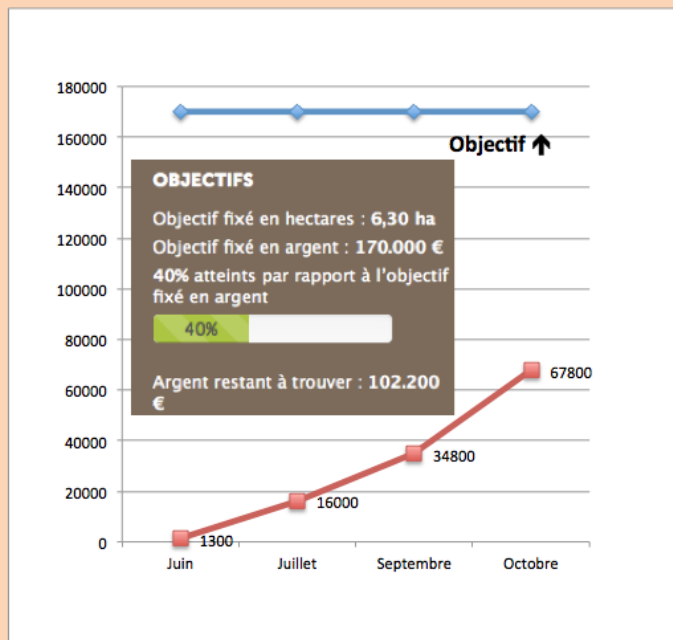 180000
160000
Objectif ↑
OBJECTIFS
140000
Objectif fixé en hectares : 6,30 ha
120000
Objectif fixé en argent : 170.000 €
40% atteints par rapport à l'objectif
100000
fixé en argent
40%
80000
Argent restant à trouver : 102.200
€
67800
60000
40000
34800
20000
16000
0
1300
Juin Juillet Septembre Octobre